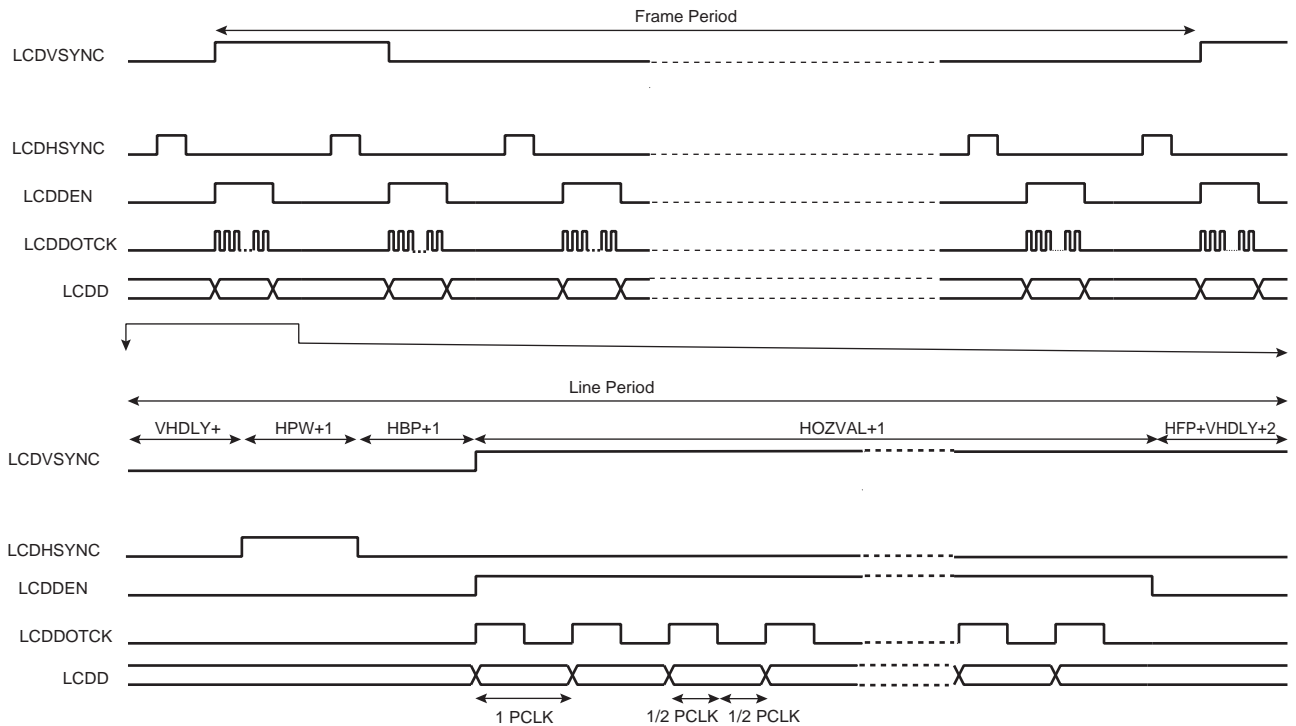 Frame Period
LCDVSYNC
LCDHSYNC
LCDDEN
LCDDOTCK
LCDD
Line Period
VHDLY+ HPW+1 HBP+1 HOZVAL+1 HFP+VHDLY+2
LCDVSYNC
LCDHSYNC
LCDDEN
LCDDOTCK
LCDD
1 PCLK 1/2 PCLK 1/2 PCLK